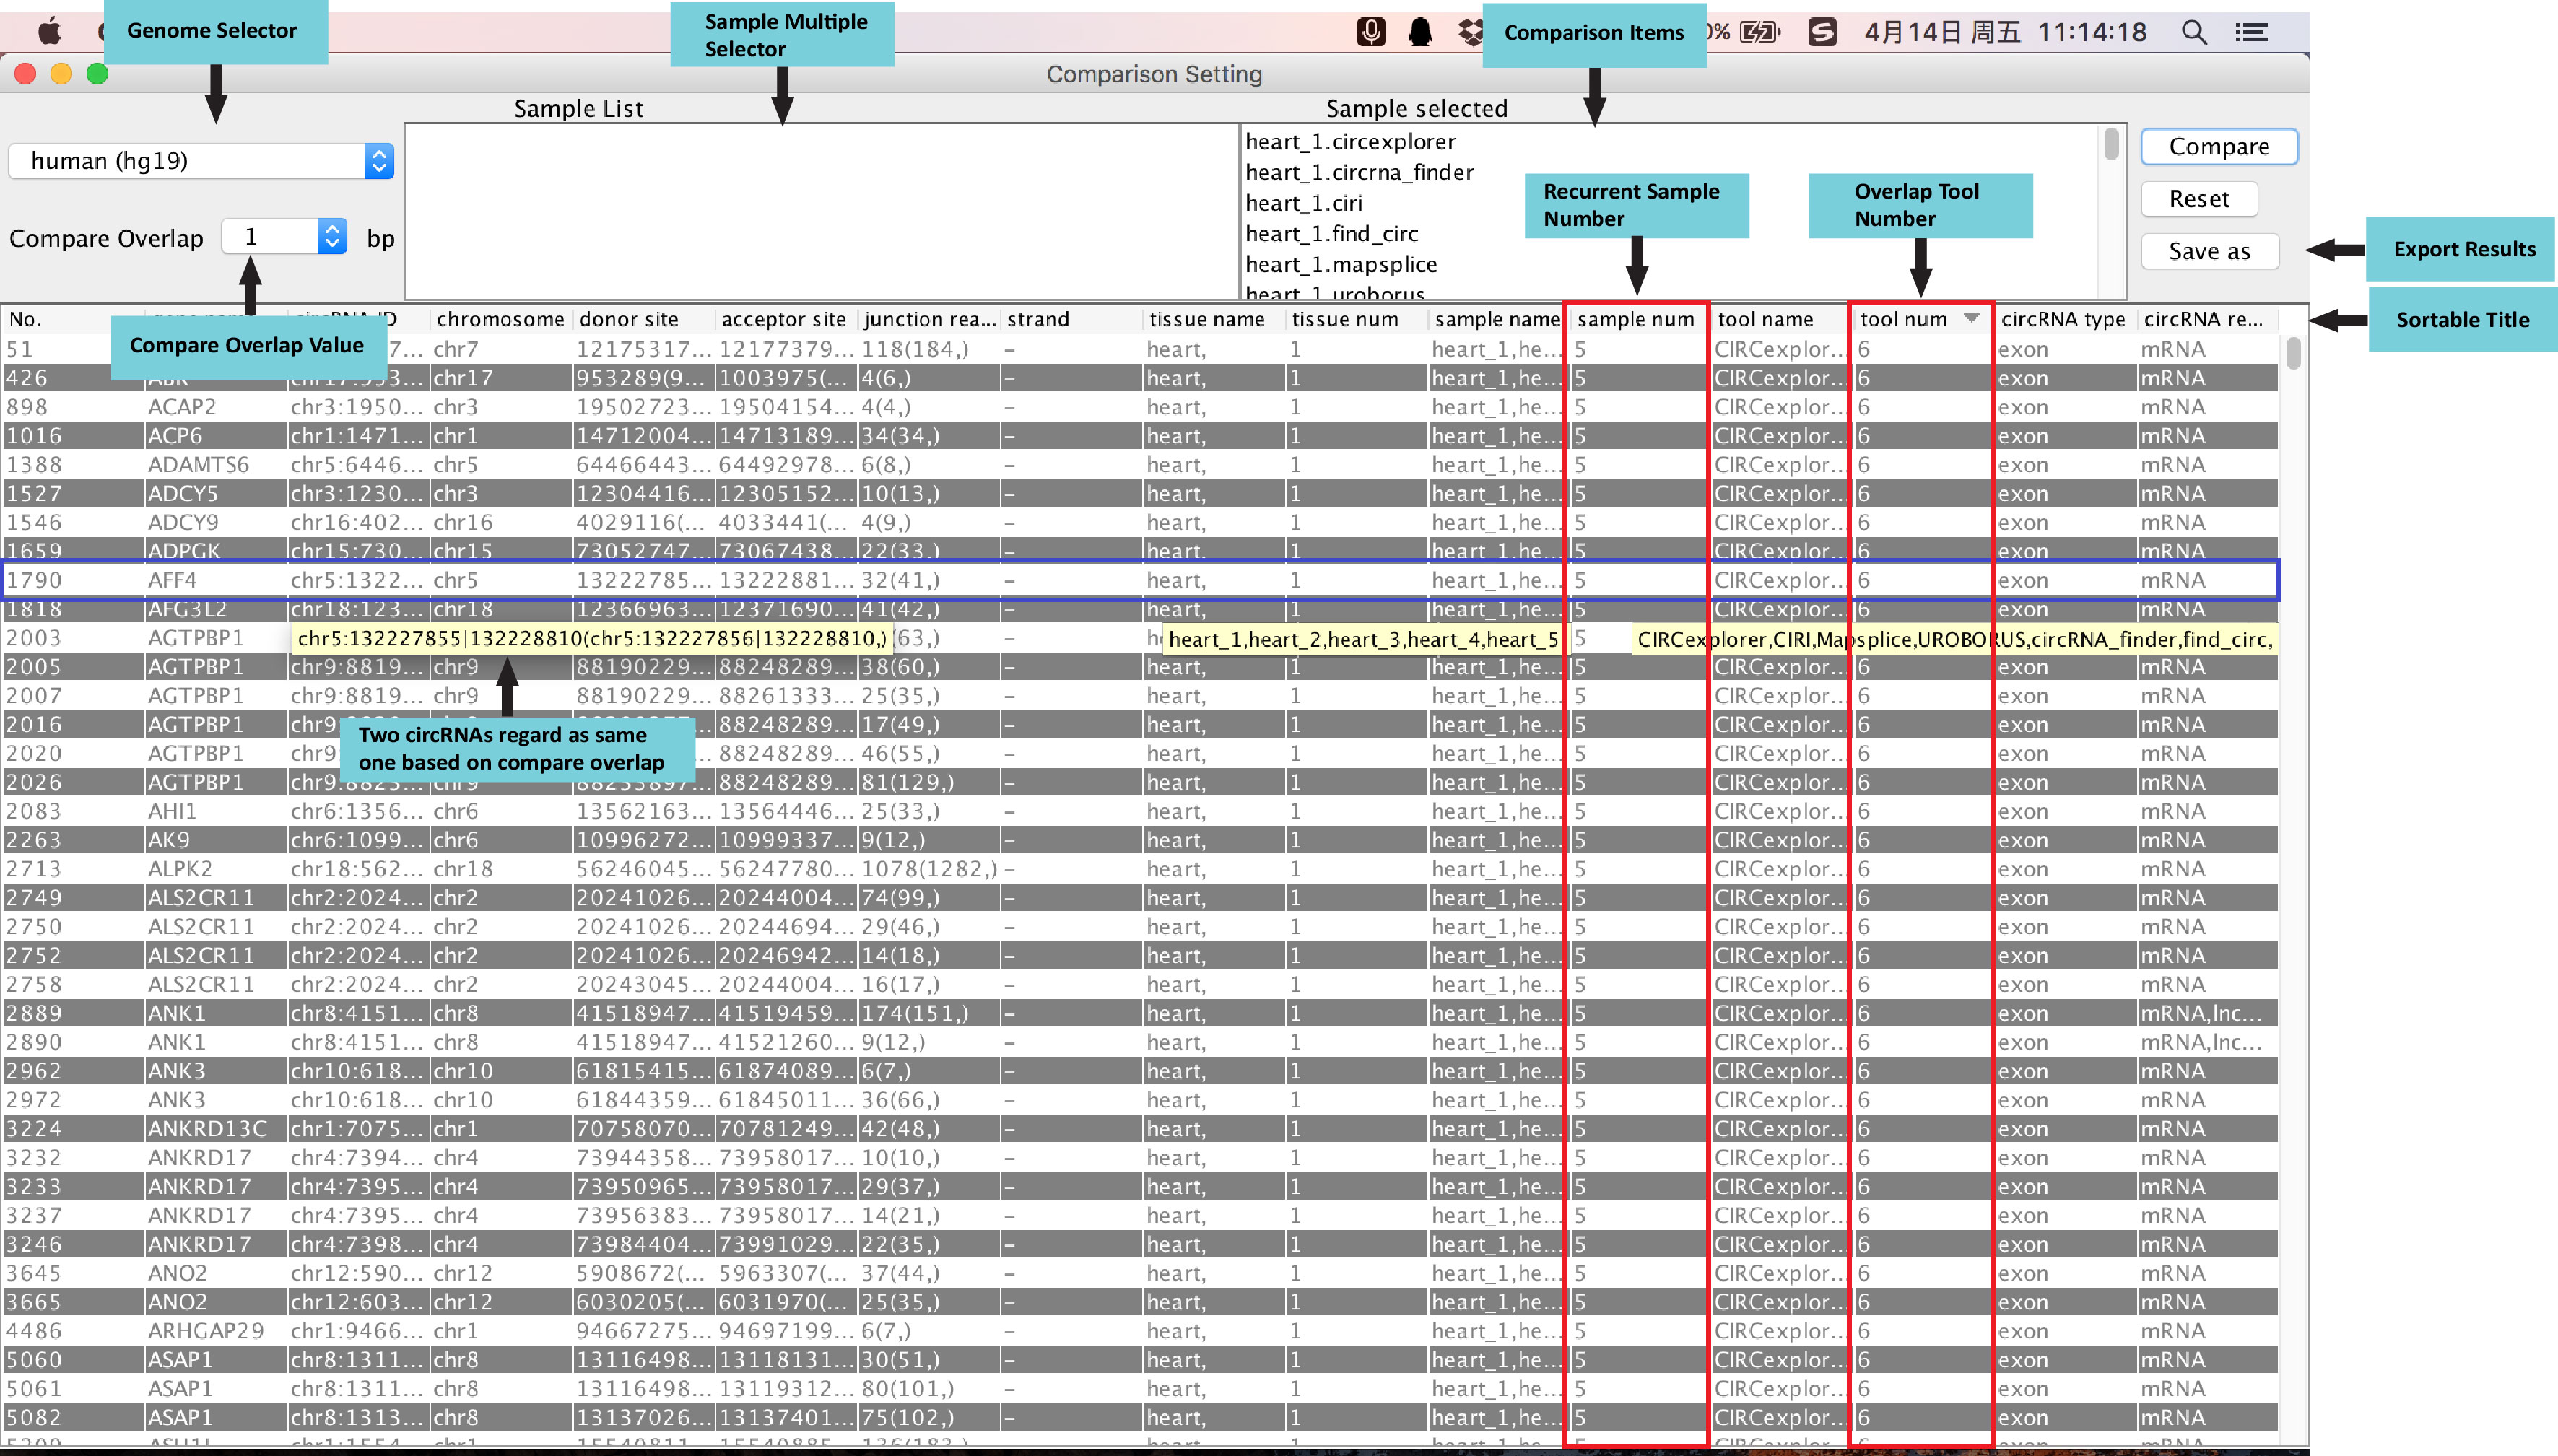 Genome Selector
Sample Multiple
Selector
Comparison Items
0%
4月14日 周五 11:14:18
Comparison Setting
Sample List
Sample selected
human (hg19)
Compare Overlap 1 bp
heart_1.circexplorer
heart_1.circrna_finder
heart_1.ciri
heart_1.find_circ
heart_1.mapsplice
heart_1.uroborus
Recurrent Sample
Number
Overlap Tool
Number
Compare
Reset
Save as
Export Results
Sortable Title
Compare Overlap Value
No. chromosome donor site acceptor site junction rea... strand tissue name tissue num sample name sample num tool name tool num circRNA type circRNA re...
51 7... chr7 12175317... 12177379... 118(184,) – heart, 1 heart_1,he... 5 CIRCexplor... 6 exon mRNA
426 ABR chr17:953... chr17 953289(9... 1003975(... 4(6,) – heart, 1 heart_1,he... 5 CIRCexplor... 6 exon mRNA
898 ACAP2 chr3:1950... chr3 19502723... 19504154... 4(4,) – heart, 1 heart_1,he... 5 CIRCexplor... 6 exon mRNA
1016 ACP6 chr1:1471... chr1 14712004... 14713189... 34(34,) – heart, 1 heart_1,he... 5 CIRCexplor... 6 exon mRNA
1388 ADAMTS6 chr5:6446... chr5 64466443... 64492978... 6(8,) – heart, 1 heart_1,he... 5 CIRCexplor... 6 exon mRNA
1527 ADCY5 chr3:1230... chr3 12304416... 12305152... 10(13,) – heart, 1 heart_1,he... 5 CIRCexplor... 6 exon mRNA
1546 ADCY9 chr16:402... chr16 4029116(... 4033441(... 4(9,) – heart, 1 heart_1,he... 5 CIRCexplor... 6 exon mRNA
1659 ADPGK chr15:730... chr15 73052747... 73067438... 22(33,) – heart, 1 heart_1,he... 5 CIRCexplor... 6 exon mRNA
1790 AFF4 chr5:1322... chr5 13222785... 13222881... 32(41,) – heart, 1 heart_1,he... 5 CIRCexplor... 6 exon mRNA
1818 AFG3L2 chr18:123... chr18 12366963... 12371690... 41(42,) – heart, 1 heart_1,he... 5 CIRCexplor... 6 exon mRNA
2003 AGTPBP1 chr5:132227855|132228810(chr5:132227856|132228810,) (63,) heart_1,heart_2,heart_3,heart_4,heart_5 5 CIRCexplorer,CIRI,Mapsplice,UROBORUS,circRNA_finder,find_circ,
2005 AGTPBP1 chr9:8819... chr9 88190229... 88248289... 38(60,) – heart, 1 heart_1,he... 5 CIRCexplor... 6 exon mRNA
2007 AGTPBP1 chr9:8819... chr9 88190229... 88261333... 25(35,) – heart, 1 heart_1,he... 5 CIRCexplor... 6 exon mRNA
2016 AGTPBP1 chr9 88248289... 17(49,) – heart, 1 heart_1,he... 5 CIRCexplor... 6 exon mRNA
Two circRNAs regard as same
one based on compare overlap
2020 AGTPBP1 chr9 88248289... 46(55,) – heart, 1 heart_1,he... 5 CIRCexplor... 6 exon mRNA
2026 AGTPBP1 chr9:8825... chr9 88253897... 88248289... 81(129,) – heart, 1 heart_1,he... 5 CIRCexplor... 6 exon mRNA
2083 AHI1 chr6:1356... chr6 13562163... 13564446... 25(33,) – heart, 1 heart_1,he... 5 CIRCexplor... 6 exon mRNA
2263 AK9 chr6:1099... chr6 10996272... 10999337... 9(12,) – heart, 1 heart_1,he... 5 CIRCexplor... 6 exon mRNA
2713 ALPK2 chr18:562... chr18 56246045... 56247780... 1078(1282,) – heart, 1 heart_1,he... 5 CIRCexplor... 6 exon mRNA
2749 ALS2CR11 chr2:2024... chr2 20241026... 20244004... 74(99,) – heart, 1 heart_1,he... 5 CIRCexplor... 6 exon mRNA
2750 ALS2CR11 chr2:2024... chr2 20241026... 20244694... 29(46,) – heart, 1 heart_1,he... 5 CIRCexplor... 6 exon mRNA
2752 ALS2CR11 chr2:2024... chr2 20241026... 20246942... 14(18,) – heart, 1 heart_1,he... 5 CIRCexplor... 6 exon mRNA
2758 ALS2CR11 chr2:2024... chr2 20243045... 20244004... 16(17,) – heart, 1 heart_1,he... 5 CIRCexplor... 6 exon mRNA
2889 ANK1 chr8:4151... chr8 41518947... 41519459... 174(151,) – heart, 1 heart_1,he... 5 CIRCexplor... 6 exon mRNA,lnc...
2890 ANK1 chr8:4151... chr8 41518947... 41521260... 9(12,) – heart, 1 heart_1,he... 5 CIRCexplor... 6 exon mRNA,lnc...
2962 ANK3 chr10:618... chr10 61815415... 61874089... 6(7,) – heart, 1 heart_1,he... 5 CIRCexplor... 6 exon mRNA
2972 ANK3 chr10:618... chr10 61844359... 61845011... 36(66,) – heart, 1 heart_1,he... 5 CIRCexplor... 6 exon mRNA
3224 ANKRD13C chr1:7075... chr1 70758070... 70781249... 42(48,) – heart, 1 heart_1,he... 5 CIRCexplor... 6 exon mRNA
3232 ANKRD17 chr4:7394... chr4 73944358... 73958017... 10(10,) – heart, 1 heart_1,he... 5 CIRCexplor... 6 exon mRNA
3233 ANKRD17 chr4:7395... chr4 73950965... 73958017... 29(37,) – heart, 1 heart_1,he... 5 CIRCexplor... 6 exon mRNA
3237 ANKRD17 chr4:7395... chr4 73956383... 73958017... 14(21,) – heart, 1 heart_1,he... 5 CIRCexplor... 6 exon mRNA
3246 ANKRD17 chr4:7398... chr4 73984404... 73991029... 22(35,) – heart, 1 heart_1,he... 5 CIRCexplor... 6 exon mRNA
3645 ANO2 chr12:590... chr12 5908672(... 5963307(... 37(44,) – heart, 1 heart_1,he... 5 CIRCexplor... 6 exon mRNA
3665 ANO2 chr12:603... chr12 6030205(... 6031970(... 25(35,) – heart, 1 heart_1,he... 5 CIRCexplor... 6 exon mRNA
4486 ARHGAP29 chr1:9466... chr1 94667275... 94697199... 6(7,) – heart, 1 heart_1,he... 5 CIRCexplor... 6 exon mRNA
5060 ASAP1 chr8:1311... chr8 13116498... 13118131... 30(51,) – heart, 1 heart_1,he... 5 CIRCexplor... 6 exon mRNA
5061 ASAP1 chr8:1311... chr8 13116498... 13119312... 80(101,) – heart, 1 heart_1,he... 5 CIRCexplor... 6 exon mRNA
5082 ASAP1 chr8:1313... chr8 13137026... 13137401... 75(102,) – heart, 1 heart_1,he... 5 CIRCexplor... 6 exon mRNA